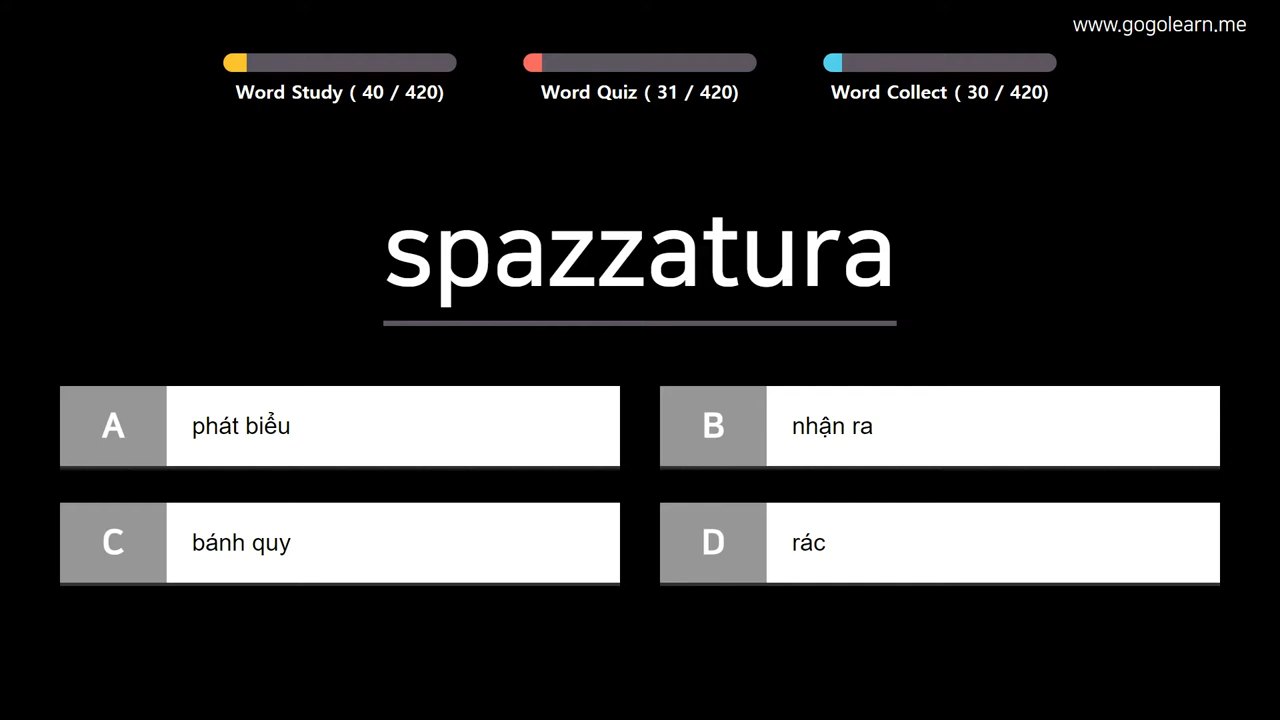 www.gogolearn.me
Word Study ( 40 / 420)
Word Quiz ( 31 / 420)
Word Collect ( 30 / 420)
spazzatura
A phát biểu
B nhận ra
C bánh quy
D rác